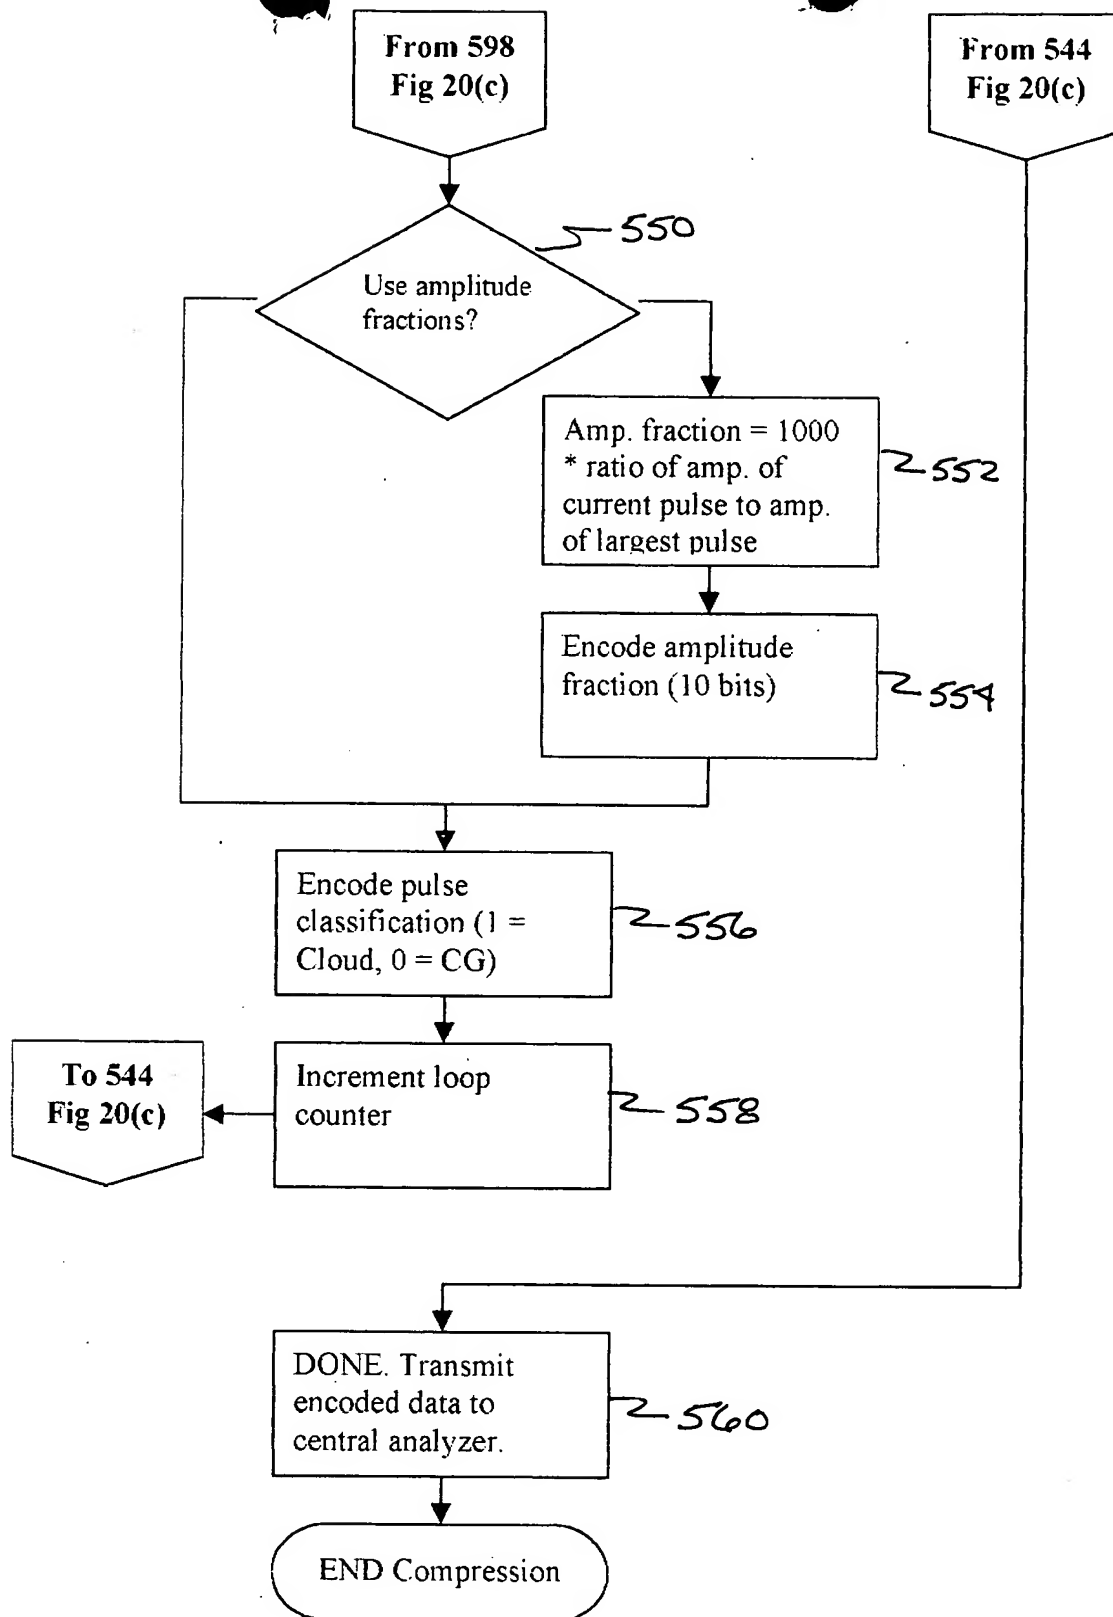 From 598
Fig 20(c)
From 544
Fig 20(c)
550
Use amplitude
fractions?
Amp. fraction = 1000
* ratio of amp. of
current pulse to amp.
of largest pulse
552
Encode amplitude
fraction (10 bits)
554
Encode pulse
classification (1 =
Cloud, 0 = CG)
556
To 544
Fig 20(c)
Increment loop
counter
558
DONE. Transmit
encoded data to
central analyzer.
560
END Compression